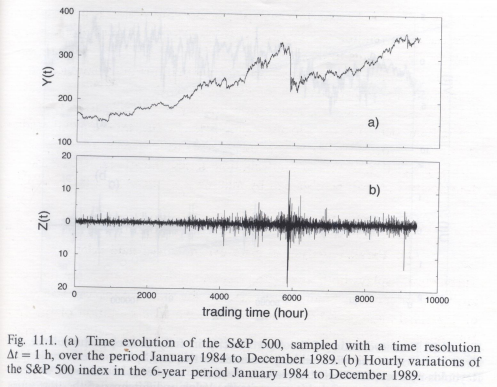 400
300
200
100
Y(t)
a)
20
10
0
10
20
Z(t)
b)
0
2000
4000
6000
8000
10000
trading time (hour)
Fig. 11.1. (a) Time evolution of the S&P 500, sampled with a time resolution
Δt = 1 h, over the period January 1984 to December 1989. (b) Hourly variations of
the S&P 500 index in the 6-year period January 1984 to December 1989.